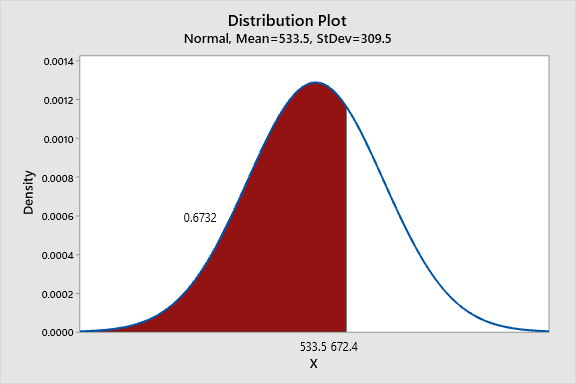 Distribution Plot
Normal, Mean=533.5, StDev=309.5
0.0014
0.0012
0.0010
0.0008
0.0006
0.0004
0.0002
0.0000
Density
0.6732
533.5 672.4
X